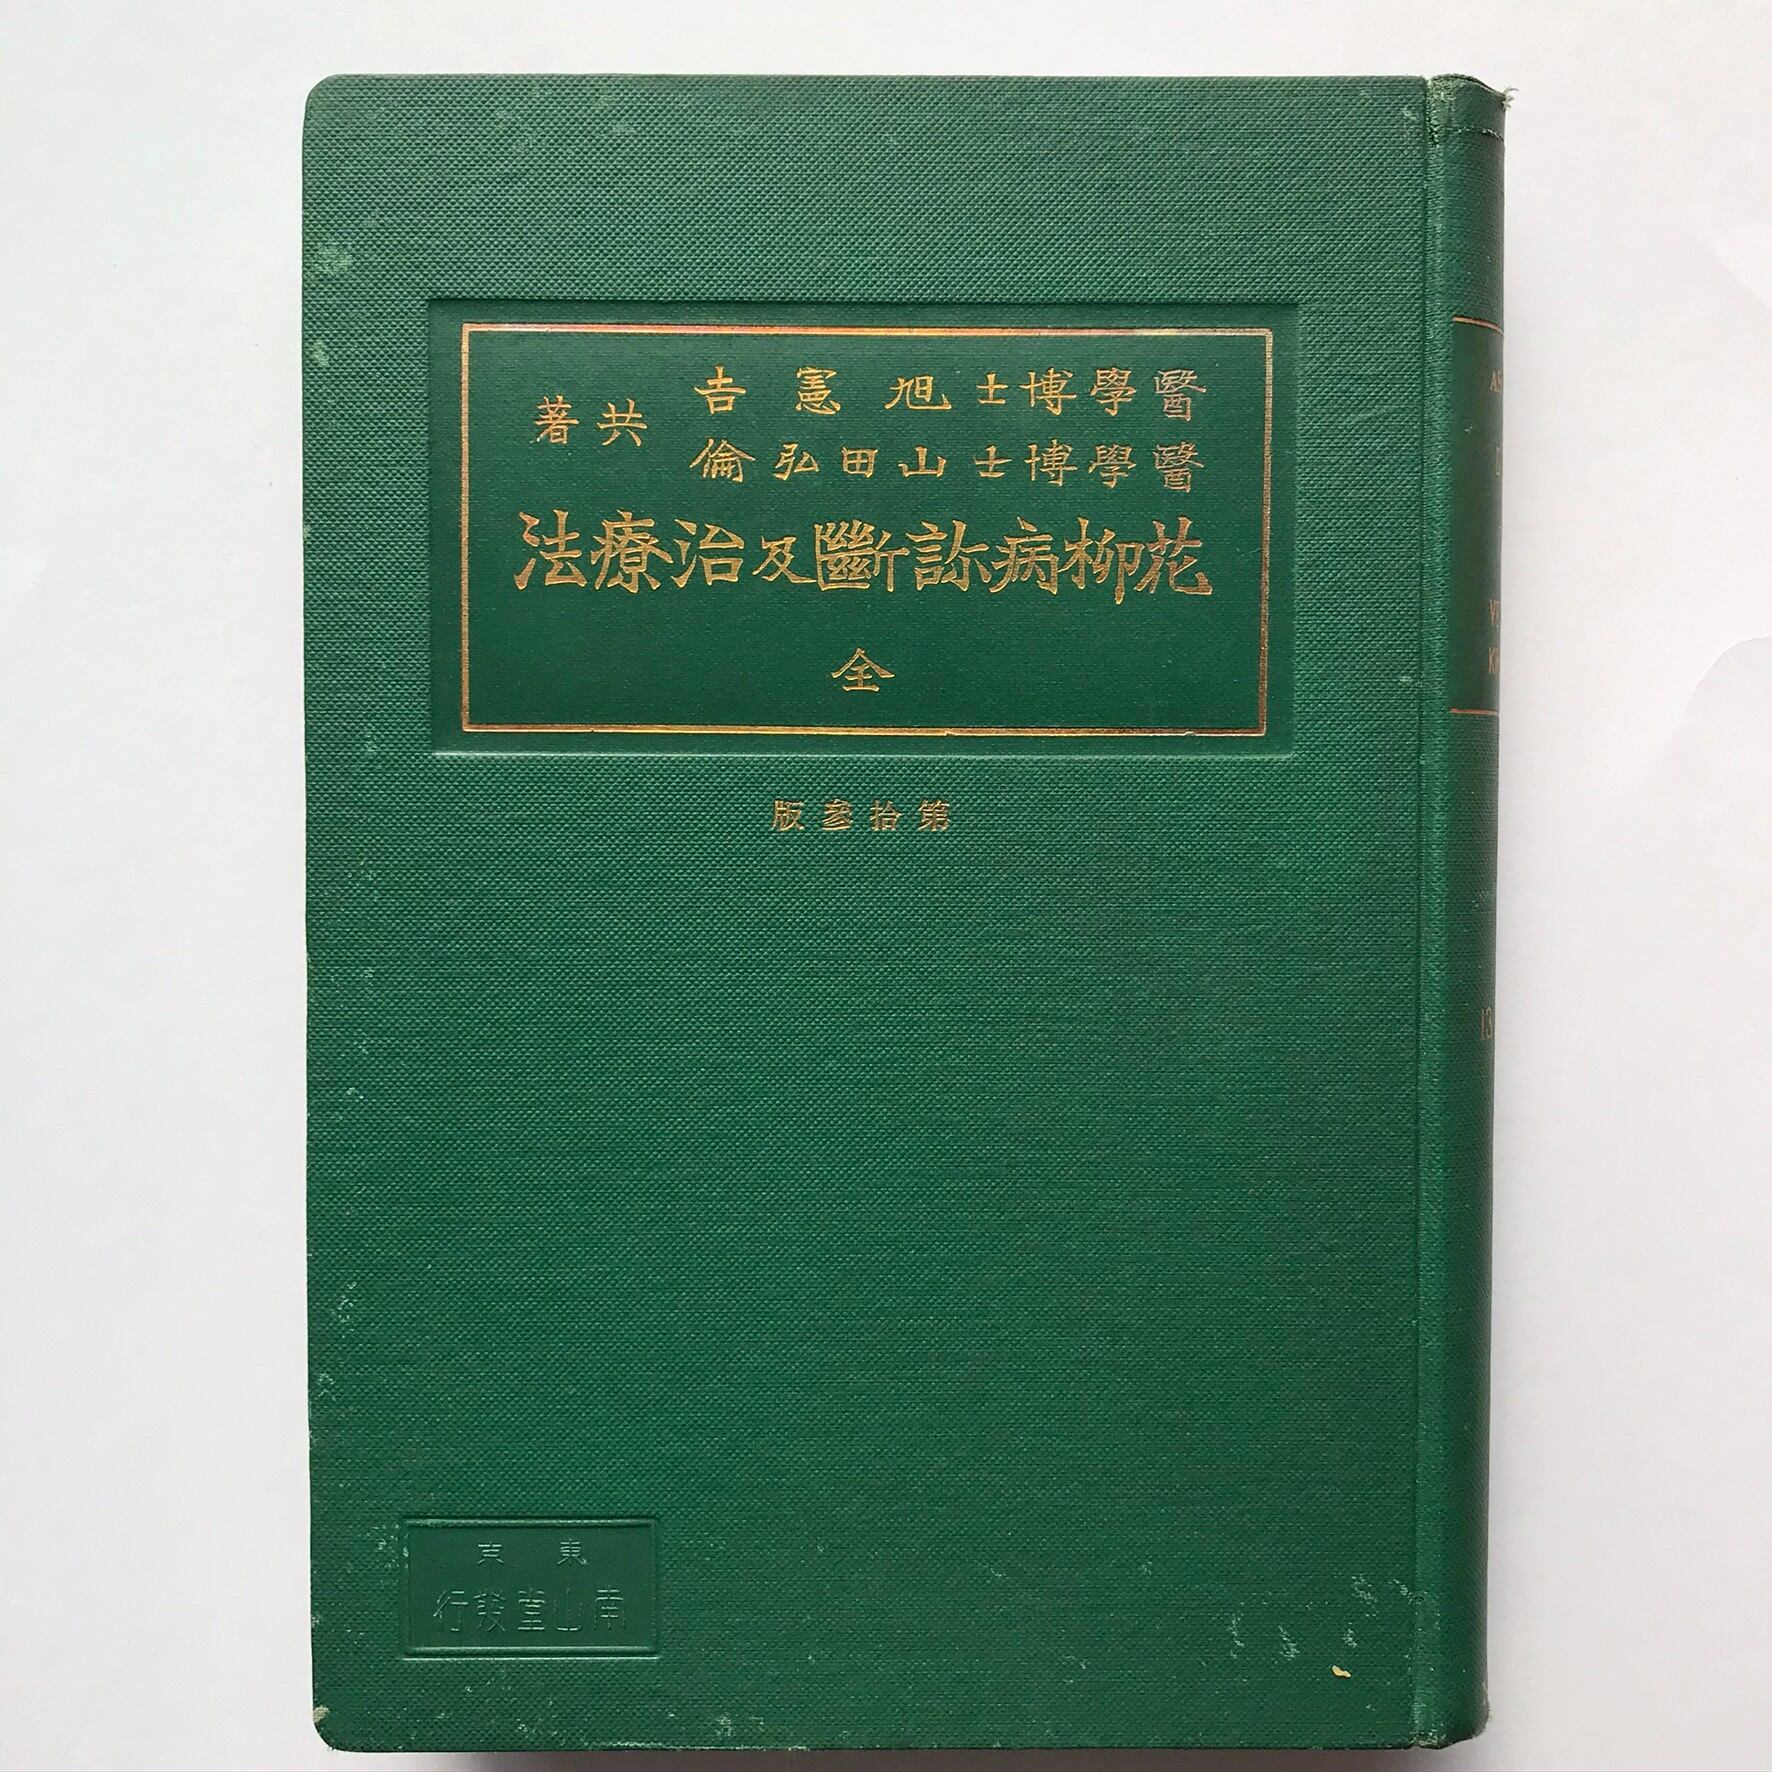 醫學博士旭憲吉
醫學博士山田弘倫
共著
花柳病診斷及治療法
全
第拾參版
東京
南山堂發行
13